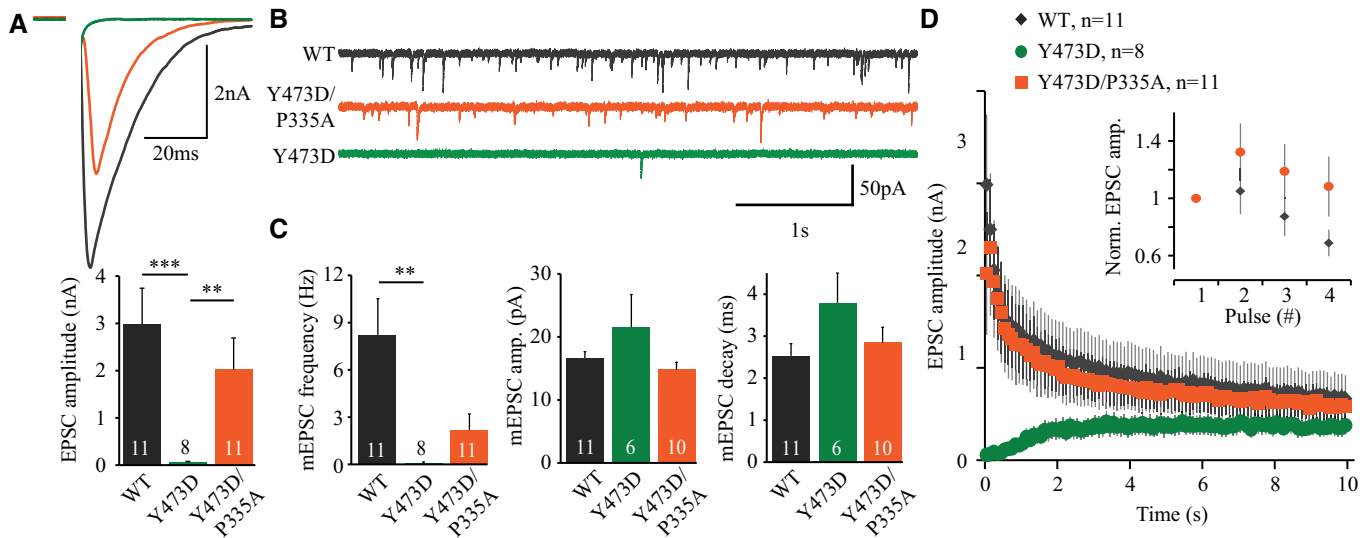 A
2nA
20ms
EPSC amplitude (nA)
4
3
2
1
0
***
**
11
8
11
WT
Y473D
Y473D/
P335A
B
WT
Y473D/
P335A
Y473D
50pA
1s
C
mEPSC frequency (Hz)
12
9
6
3
0
**
11
8
11
WT
Y473D
Y473D/
P335A
mEPSC amp. (pA)
30
20
10
0
11
6
10
WT
Y473D
Y473D/
P335A
mEPSC decay (ms)
4
3
2
1
0
11
6
10
WT
Y473D
Y473D/
P335A
D
WT, n=11
Y473D, n=8
Y473D/P335A, n=11
EPSC amplitude (nA)
3
2
1
0
0
2
4
6
8
10
Time (s)
Norm. EPSC amp.
1.4
1
0.6
1
2
3
4
Pulse (#)